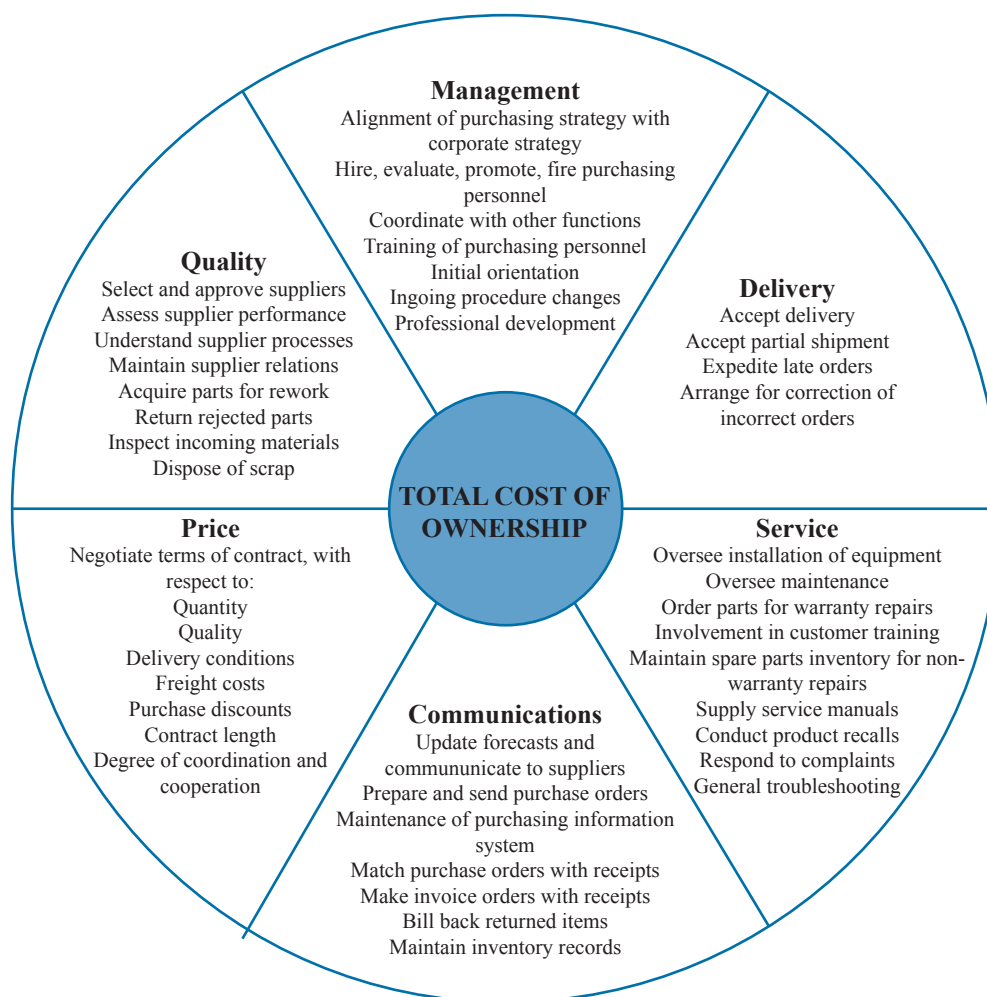 Management
Alignment of purchasing strategy with
corporate strategy
Hire, evaluate, promote, fire purchasing
personnel
Coordinate with other functions
Training of purchasing personnel
Initial orientation
Ingoing procedure changes
Professional development
Quality
Select and approve suppliers
Assess supplier performance
Understand supplier processes
Maintain supplier relations
Acquire parts for rework
Return rejected parts
Inspect incoming materials
Dispose of scrap
Delivery
Accept delivery
Accept partial shipment
Expedite late orders
Arrange for correction of
incorrect orders
TOTAL COST OF
OWNERSHIP
Price
Negotiate terms of contract, with
respect to:
Quantity
Quality
Delivery conditions
Freight costs
Purchase discounts
Contract length
Degree of coordination and
cooperation
Service
Oversee installation of equipment
Oversee maintenance
Order parts for warranty repairs
Involvement in customer training
Maintain spare parts inventory for non-
warranty repairs
Supply service manuals
Conduct product recalls
Respond to complaints
General troubleshooting
Communications
Update forecasts and
commununicate to suppliers
Prepare and send purchase orders
Maintenance of purchasing information
system
Match purchase orders with receipts
Make invoice orders with receipts
Bill back returned items
Maintain inventory records